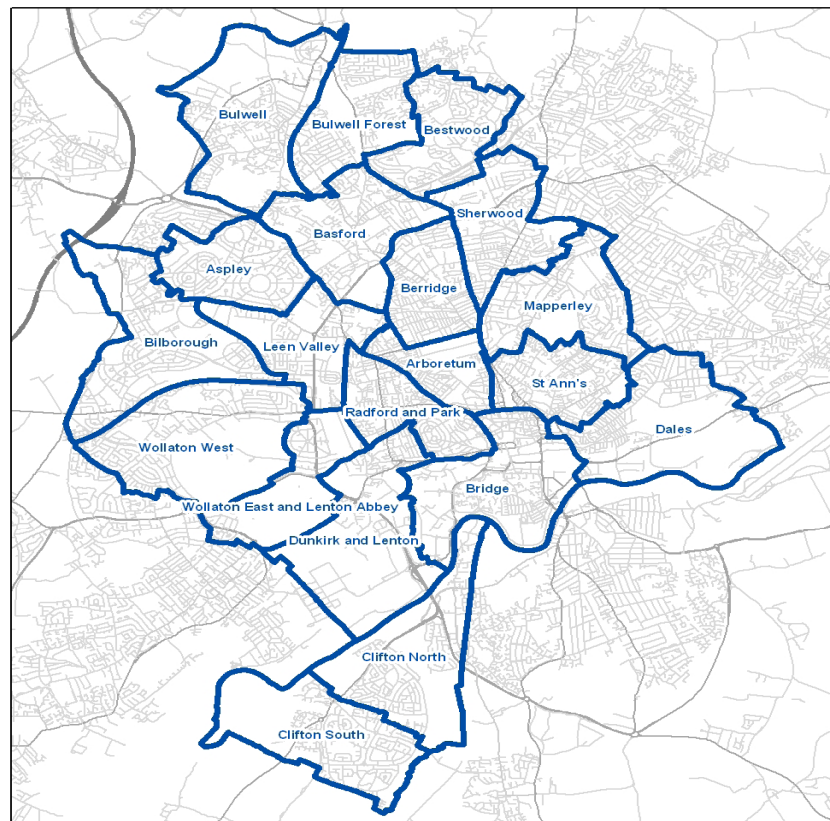 Bulwell
Bulwell Forest
Bestwood
Sherwood
Basford
Aspley
Berridge
Mapperley
Bilborough
Leen Valley
Arboretum
St Ann's
Radford and Park
Dales
Wollaton West
Bridge
Wollaton East and Lenton Abbey
Dunkirk and Lenton
Clifton North
Clifton South